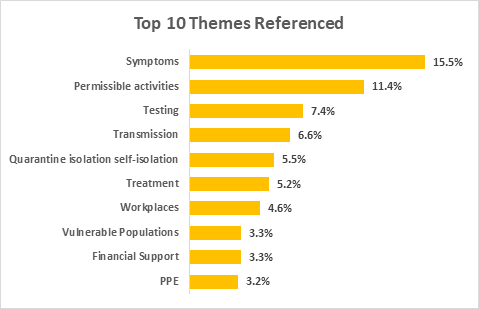 Top 10 Themes Referenced
Symptoms 15.5%
Permissible activities 11.4%
Testing 7.4%
Transmission 6.6%
Quarantine isolation self-isolation 5.5%
Treatment 5.2%
Workplaces 4.6%
Vulnerable Populations 3.3%
Financial Support 3.3%
PPE 3.2%